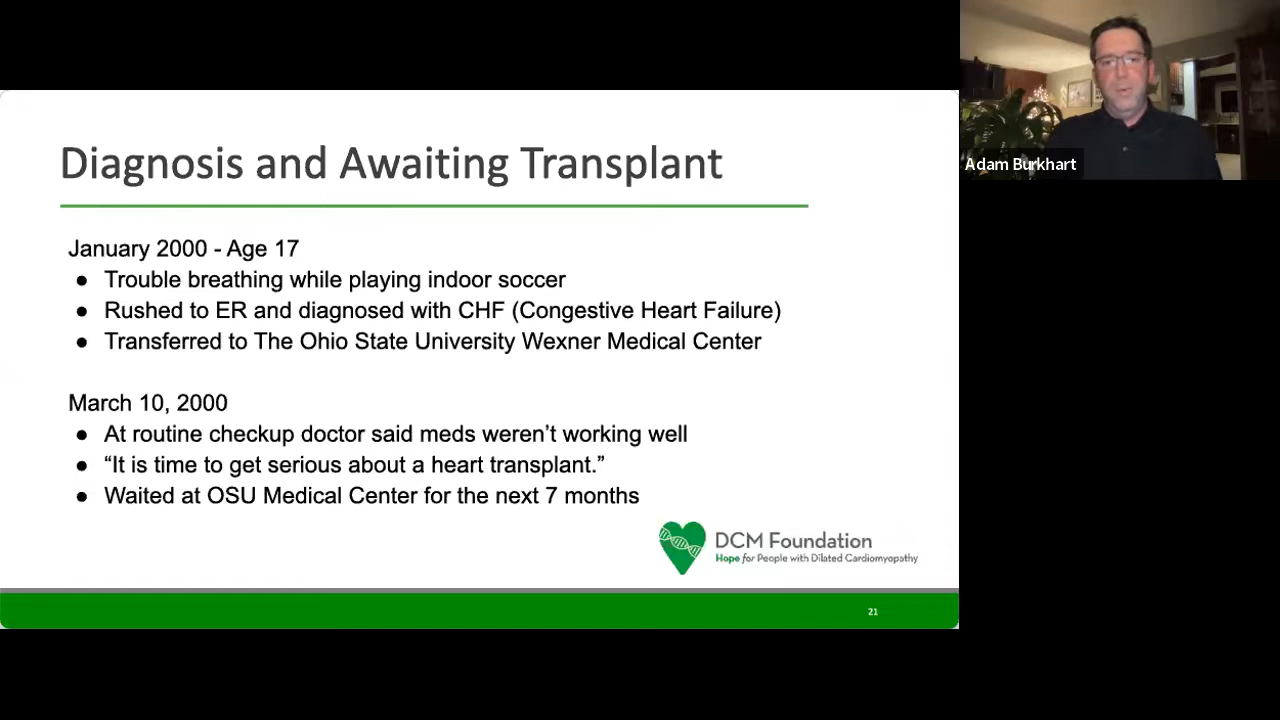 Diagnosis and Awaiting Transplant
January 2000 - Age 17
● Trouble breathing while playing indoor soccer
● Rushed to ER and diagnosed with CHF (Congestive Heart Failure)
● Transferred to The Ohio State University Wexner Medical Center
March 10, 2000
● At routine checkup doctor said meds weren’t working well
● “It is time to get serious about a heart transplant.”
● Waited at OSU Medical Center for the next 7 months
DCM Foundation
Hope for People with Dilated Cardiomyopathy
21
Adam Burkhart